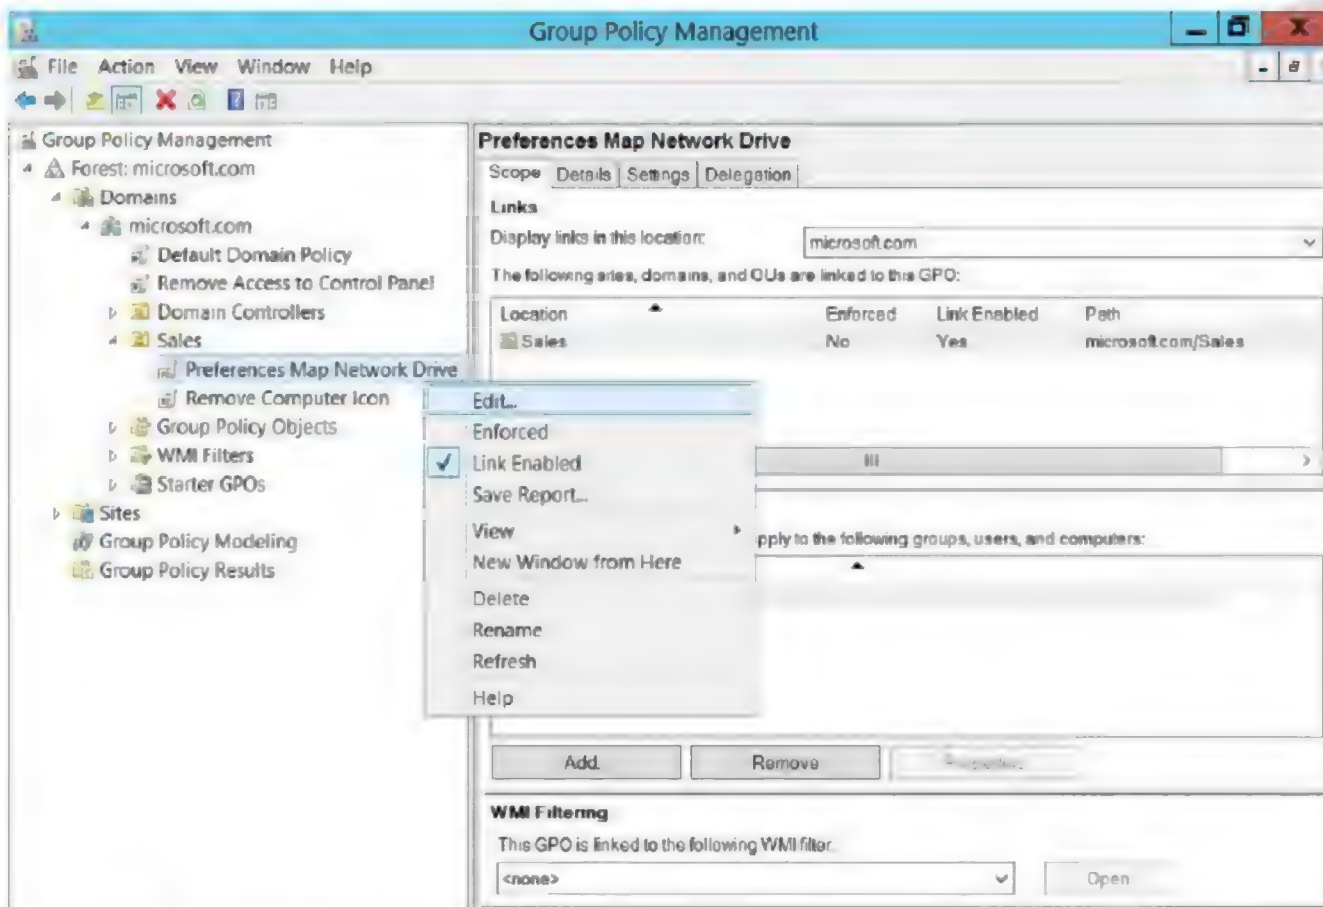 Group Policy Management
File Action View Window Help
Group Policy Management
Forest: microsoft.com
Domains
microsoft.com
Default Domain Policy
Remove Access to Control Panel
Domain Controllers
Sales
Preferences Map Network Drive
Remove Computer Icon
Group Policy Objects
WMI Filters
Starter GPOs
Sites
Group Policy Modeling
Group Policy Results
Preferences Map Network Drive
Scope Details Settings Delegation
Links
Display links in this location:
microsoft.com
The following sites, domains, and OUs are linked to this GPO:
Location Enforced Link Enabled Path
Sales No Yes microsoft.com/Sales
Edit...
Enforced
Link Enabled
Save Report...
View
New Window from Here
Delete
Rename
Refresh
Help
pply to the following groups, users, and computers:
Add. Remove Properties
WMI Filtering
This GPO is linked to the following WMI filter.
<none>
Open